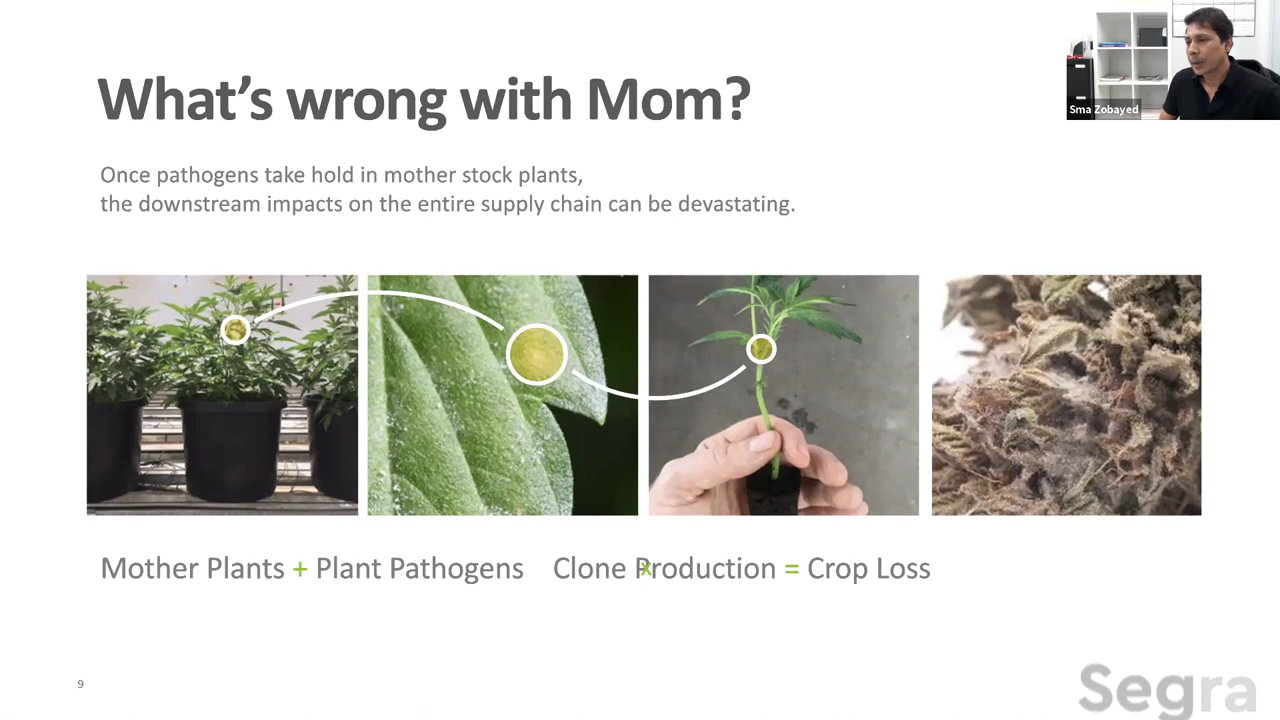 What's wrong with Mom?
Sma Zobayed
Once pathogens take hold in mother stock plants,
the downstream impacts on the entire supply chain can be devastating.
Mother Plants + Plant Pathogens x Clone Production = Crop Loss
9
Segra